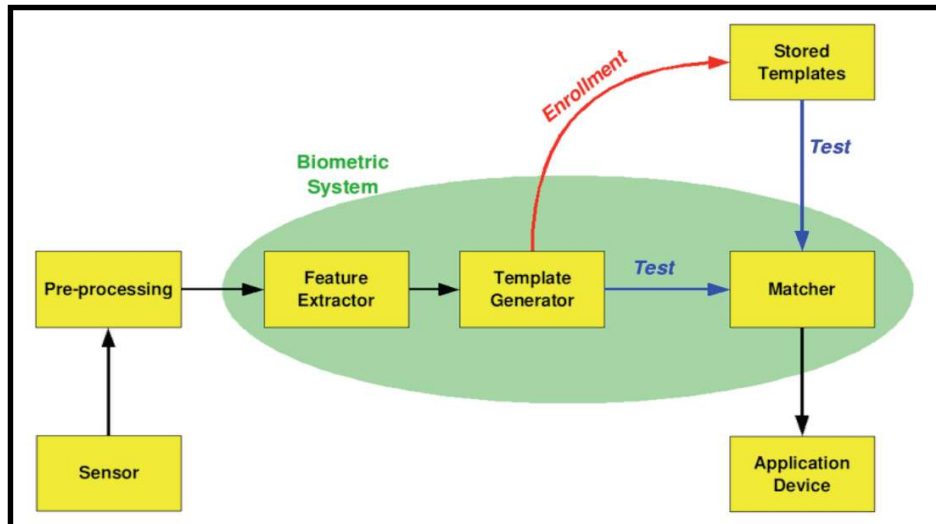 Stored
Templates
Enrollment
Test
Biometric
System
Pre-processing
Feature
Extractor
Template
Generator
Test
Matcher
Sensor
Application
Device